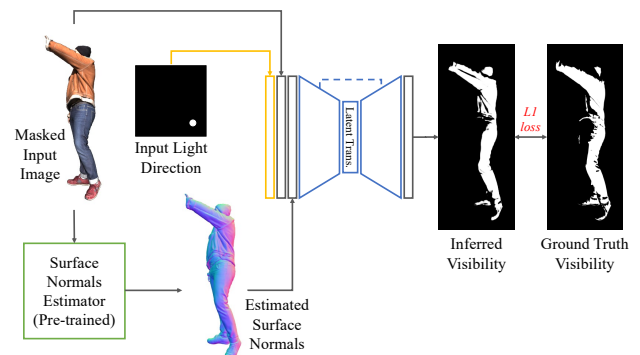 Masked
Input
Image
Input Light
Direction
Latent Trans.
L1
loss
Inferred
Visibility
Ground Truth
Visibility
Surface
Normals
Estimator
(Pre-trained)
Estimated
Surface
Normals